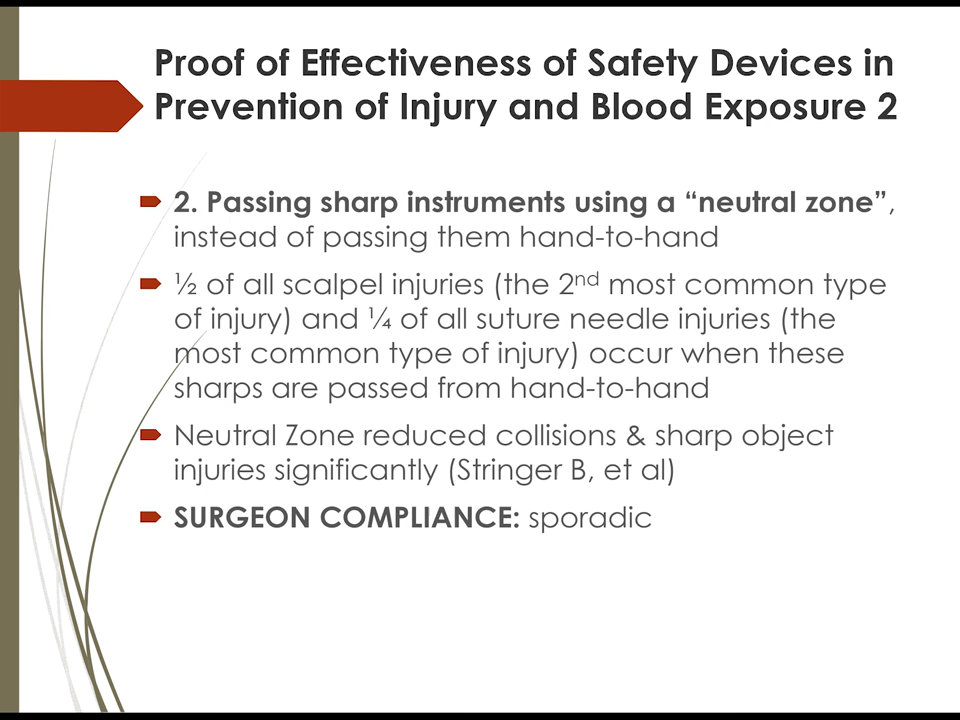 Proof of Effectiveness of Safety Devices in
Prevention of Injury and Blood Exposure 2
2. Passing sharp instruments using a “neutral zone”,
instead of passing them hand-to-hand
½ of all scalpel injuries (the 2nd most common type
of injury) and ¼ of all suture needle injuries (the
most common type of injury) occur when these
sharps are passed from hand-to-hand
Neutral Zone reduced collisions & sharp object
injuries significantly (Stringer B, et al)
SURGEON COMPLIANCE: sporadic